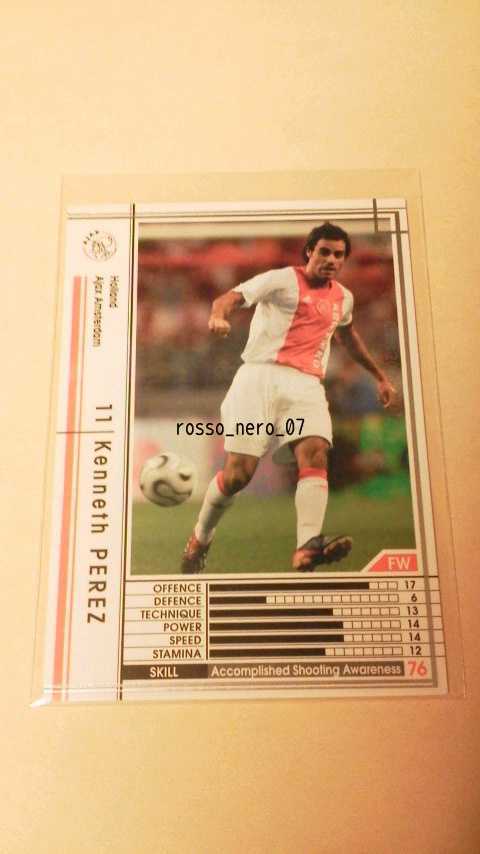 Holland
Ajax Amsterdam
11 Kenneth PEREZ
rosso_nero_07
FW
OFFENCE 17
DEFENCE 6
TECHNIQUE 13
POWER 14
SPEED 14
STAMINA 12
SKILL Accomplished Shooting Awareness 76